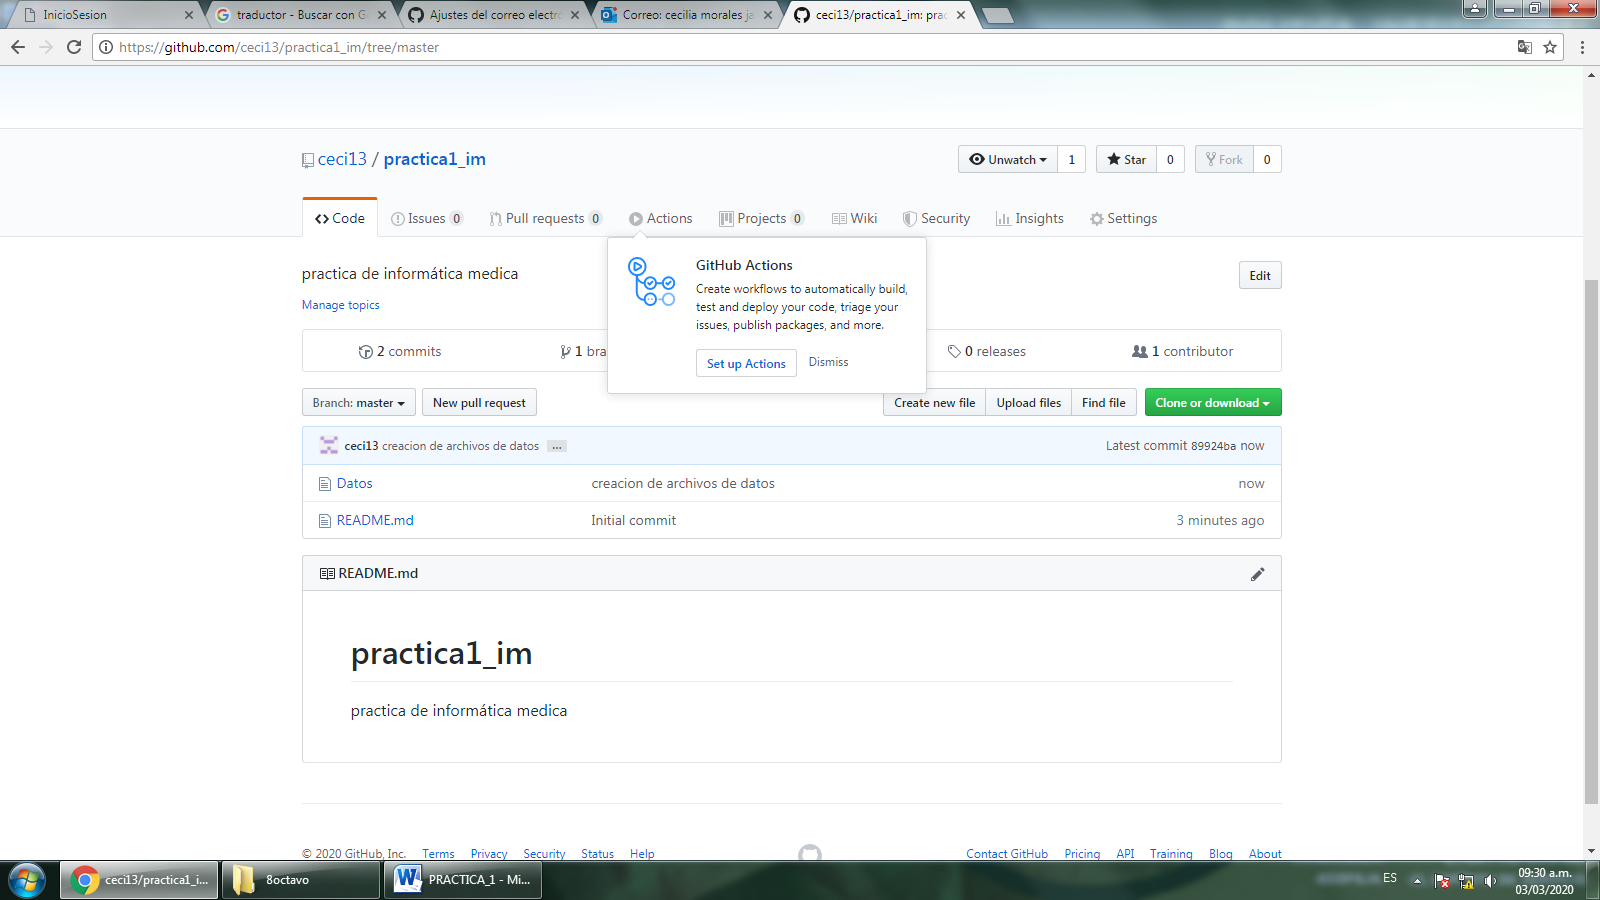 InicioSesion
traductor - Buscar con G
Ajustes del correo electró
Correo: cecilia morales ja
ceci13/practica1_im: prac
https://github.com/ceci13/practica1_im/tree/master
ceci13 / practica1_im
Unwatch 1
Star 0
Fork 0
Code
Issues 0
Pull requests 0
Actions
Projects 0
Wiki
Security
Insights
Settings
GitHub Actions
Create workflows to automatically build,
test and deploy your code, triage your
issues, publish packages, and more.
Set up Actions
Dismiss
practica de informática medica
Edit
Manage topics
2 commits
1 bra
0 releases
1 contributor
Branch: master
New pull request
Create new file
Upload files
Find file
Clone or download
ceci13 creacion de archivos de datos ...
Latest commit 89924ba now
Datos
creacion de archivos de datos
now
README.md
Initial commit
3 minutes ago
README.md
practica1_im
practica de informática medica
© 2020 GitHub, Inc.
Terms
Privacy
Security
Status
Help
Contact GitHub
Pricing
API
Training
Blog
About
ceci13/practica1_i...
8octavo
PRACTICA_1 - Mi...
ES
09:30 a.m.
03/03/2020